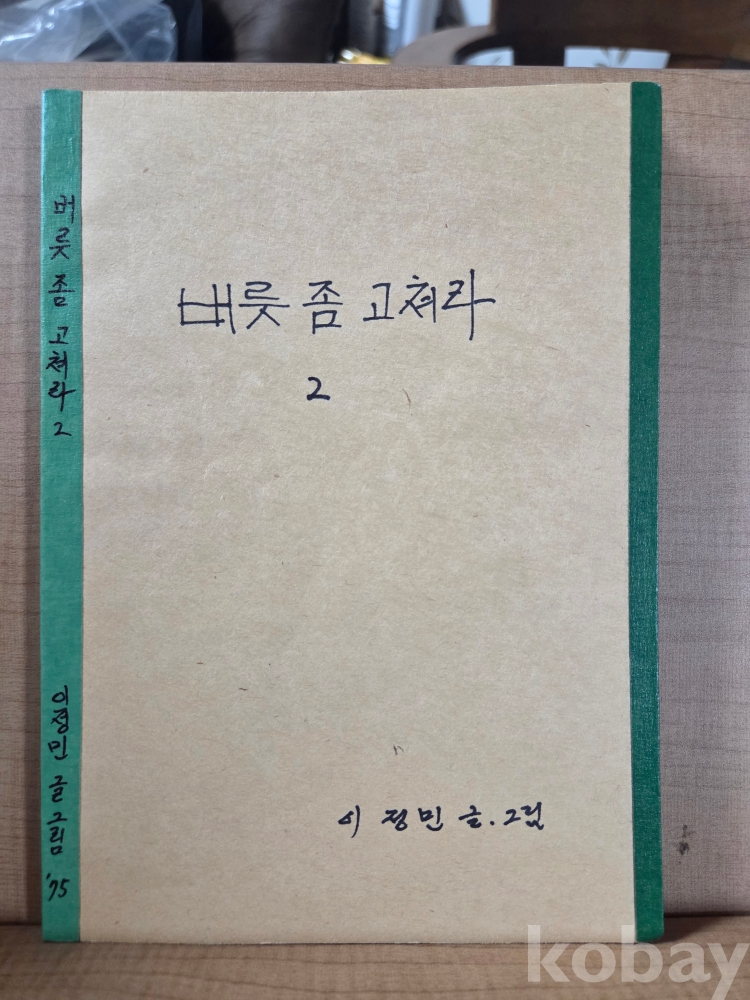 버릇 좀 고쳐라 2
이정민 글 그림 '75
버릇 좀 고쳐라
2
이 정 민 글.그림
kobay